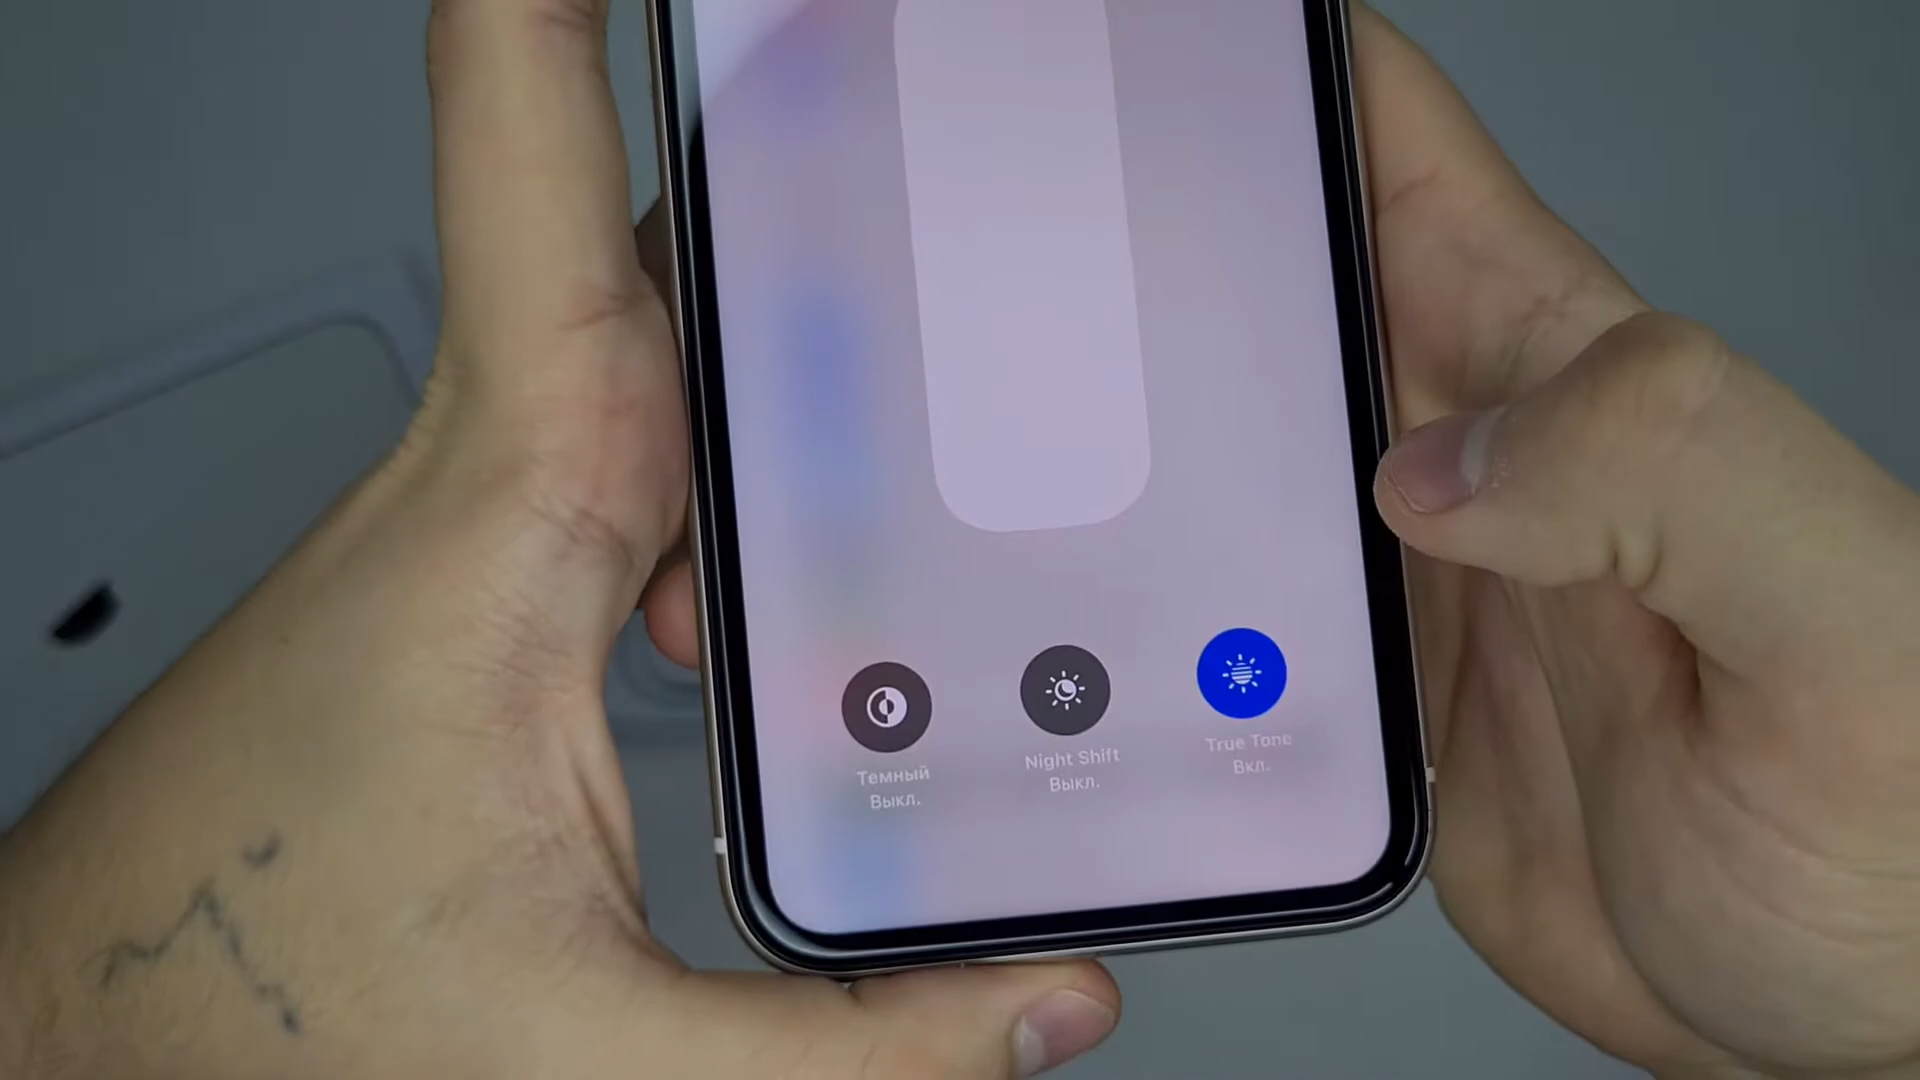 Темный
Выкл.
Night Shift
Выкл.
True Tone
Вкл.